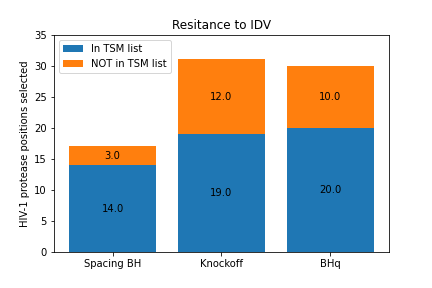 Resitance to IDV
In TSM list
NOT in TSM list
HIV-1 protease positions selected
35
30
25
20
15
10
5
0
3.0
14.0
12.0
19.0
10.0
20.0
Spacing BH
Knockoff
BHq